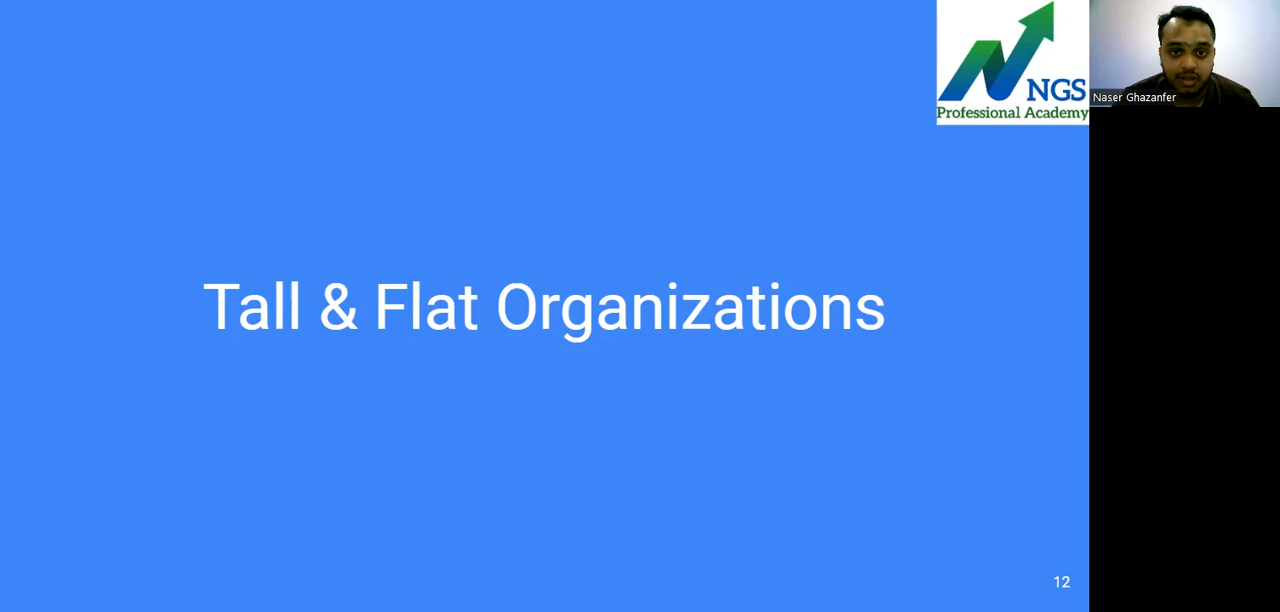 NGS
Professional Academy
Naser Ghazanfer
Tall & Flat Organizations
12